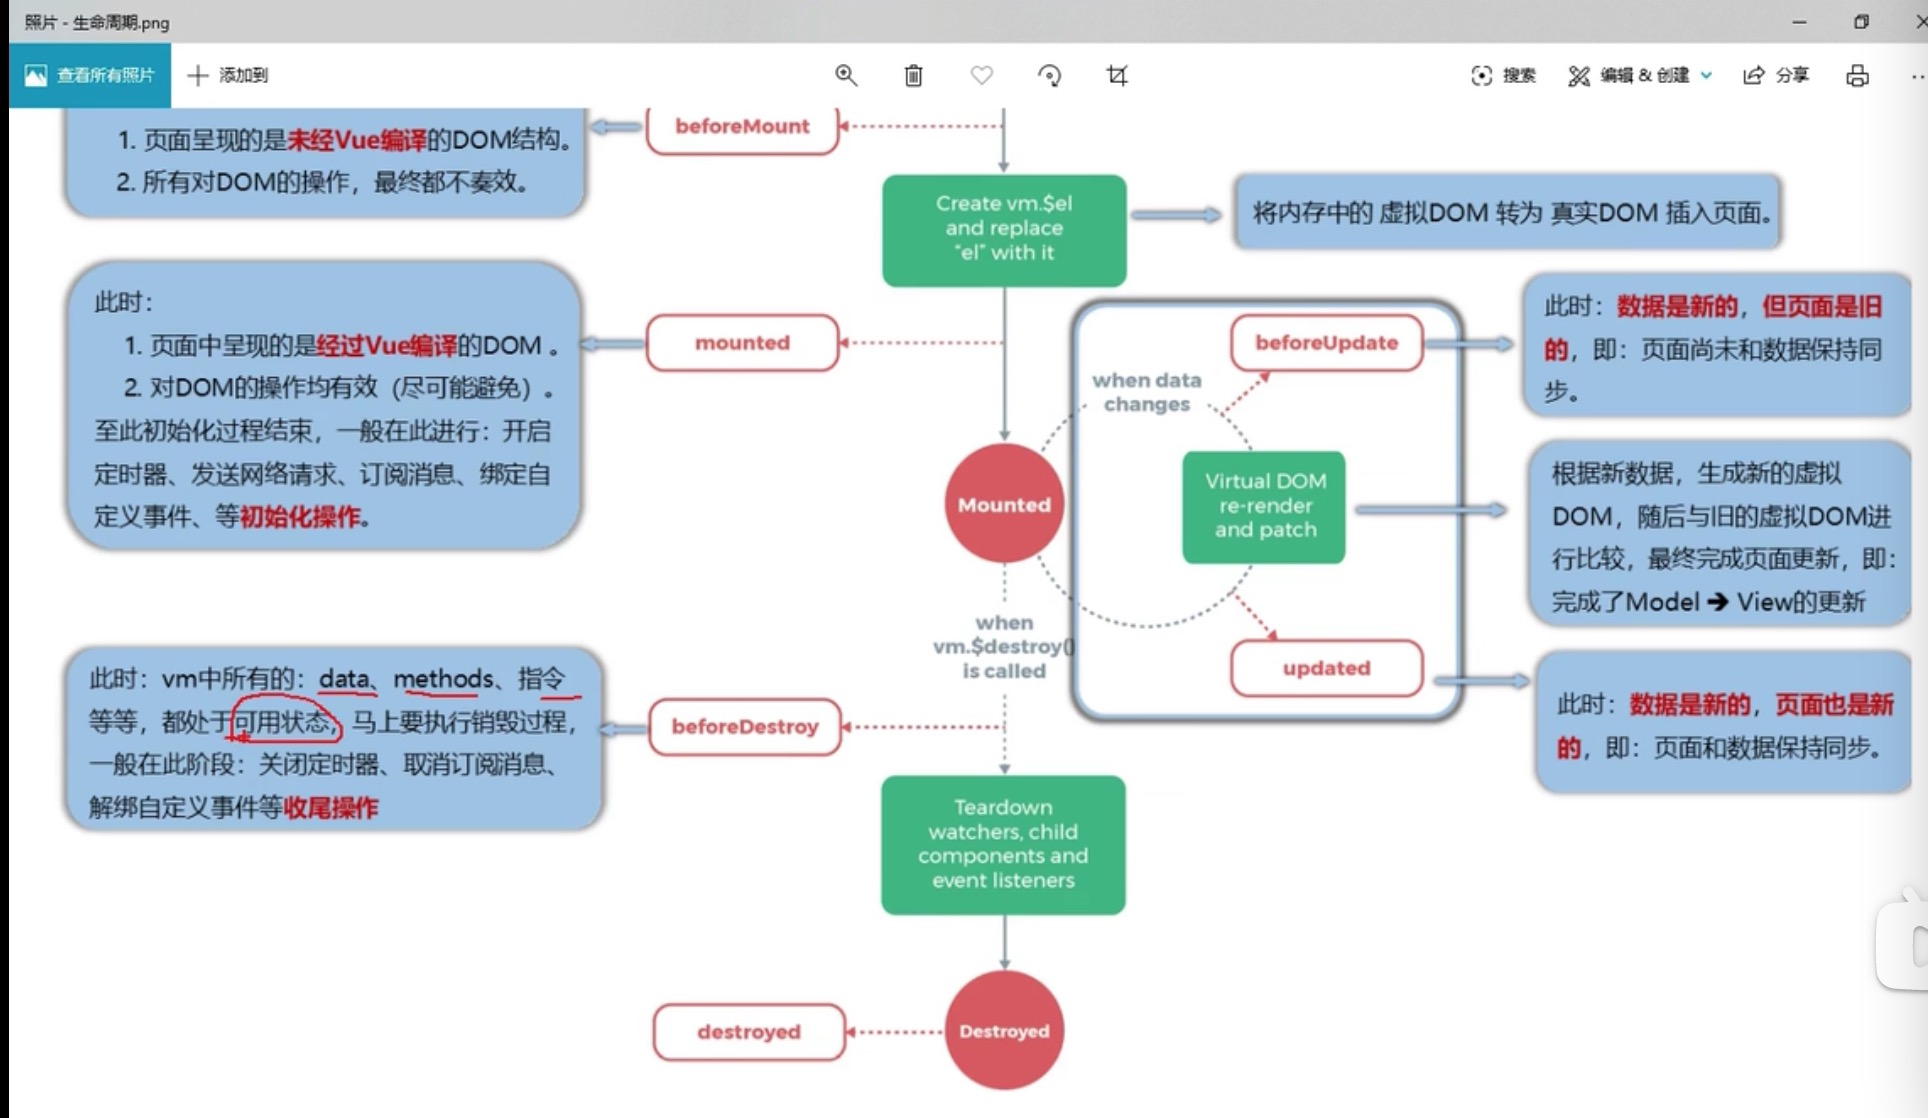 照片 - 生命周期.png
查看所有照片
添加到
搜索
编辑 & 创建
分享
1. 页面呈现的是未经Vue编译的DOM结构。
2. 所有对DOM的操作，最终都不奏效。
beforeMount
Create vm.$el
and replace
“el” with it
将内存中的 虚拟DOM 转为 真实DOM 插入页面。
此时：
1. 页面中呈现的是经过Vue编译的DOM 。
2. 对DOM的操作均有效（尽可能避免）。
至此初始化过程结束，一般在此进行：开启
定时器、发送网络请求、订阅消息、绑定自
定义事件、等初始化操作。
mounted
beforeUpdate
此时：数据是新的，但页面是旧
的，即：页面尚未和数据保持同
步。
when data
changes
Mounted
Virtual DOM
re-render
and patch
根据新数据，生成新的虚拟
DOM，随后与旧的虚拟DOM进
行比较，最终完成页面更新，即：
完成了Model ➔ View的更新
when
vm.$destroy()
is called
updated
此时：数据是新的，页面也是新
的，即：页面和数据保持同步。
此时：vm中所有的：data、methods、指令
等等，都处于可用状态，马上要执行销毁过程，
一般在此阶段：关闭定时器、取消订阅消息、
解绑自定义事件等收尾操作
beforeDestroy
Teardown
watchers, child
components and
event listeners
destroyed
Destroyed